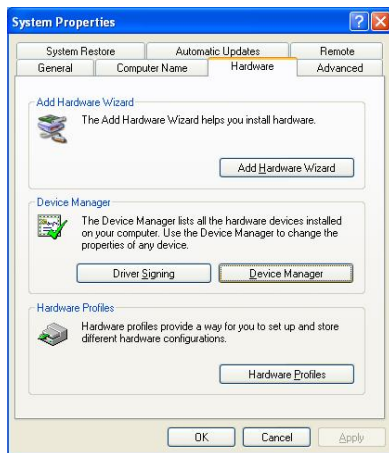 System Properties
System Restore Automatic Updates Remote
General Computer Name Hardware Advanced
Add Hardware Wizard
The Add Hardware Wizard helps you install hardware.
Add Hardware Wizard
Device Manager
The Device Manager lists all the hardware devices installed
on your computer. Use the Device Manager to change the
properties of any device.
Driver Signing Device Manager
Hardware Profiles
Hardware profiles provide a way for you to set up and store
different hardware configurations.
Hardware Profiles
OK Cancel Apply